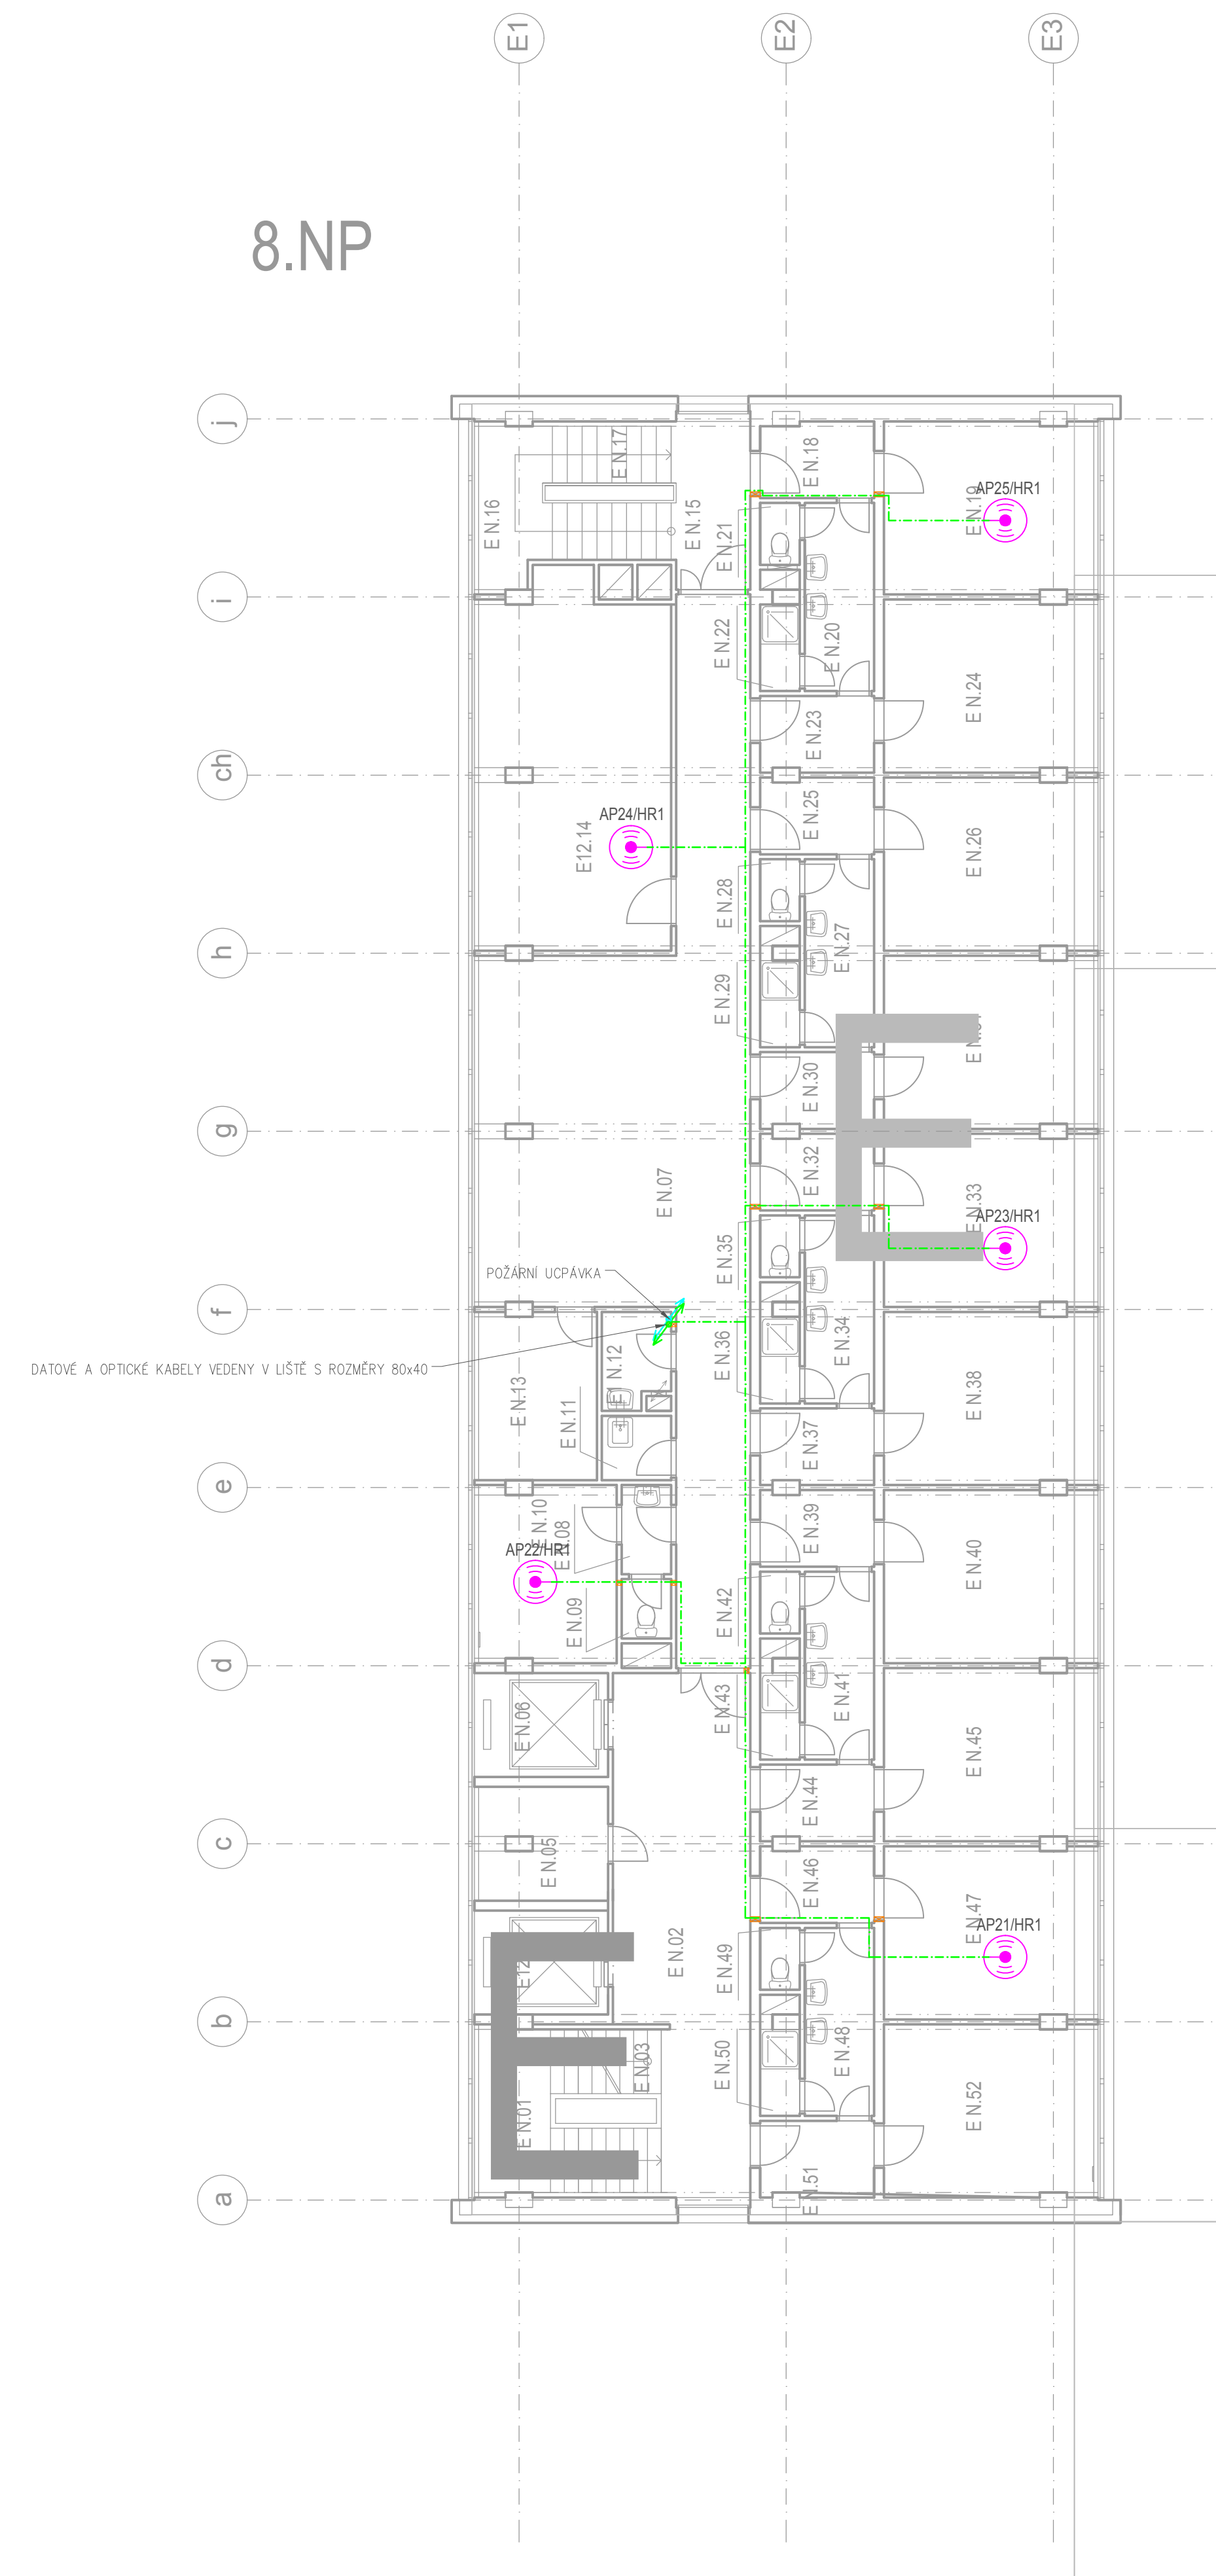 E1
E2
E3
8.NP
j
i
ch
h
g
f
e
d
c
b
a
E N.17
E N.18
E N.16
E N.15
E N.19
AP25/HR1
E N.21
E N.20
E N.22
E N.24
E N.23
E N.25
AP24/HR1
E12.14
E N.26
E N.28
E N.27
E N.29
E N.30
E N.32
E N.07
E N.33
AP23/HR1
E N.35
POŽÁRNÍ UCPÁVKA
DATOVÉ A OPTICKÉ KABELY VEDENY V LIŠTĚ S ROZMĚRY 80x40
E N.34
E N.36
E N.12
E N.13
E N.11
E N.38
E N.37
E N.39
E N.10
E N.08
AP22/HR1
E N.40
E N.42
E N.09
E N.41
E N.43
E N.06
E N.45
E N.44
E N.05
E N.46
E N.47
AP21/HR1
E N.02
E N.49
E N.48
E N.50
E N.03
E N.01
E N.52
E N.51
E
E